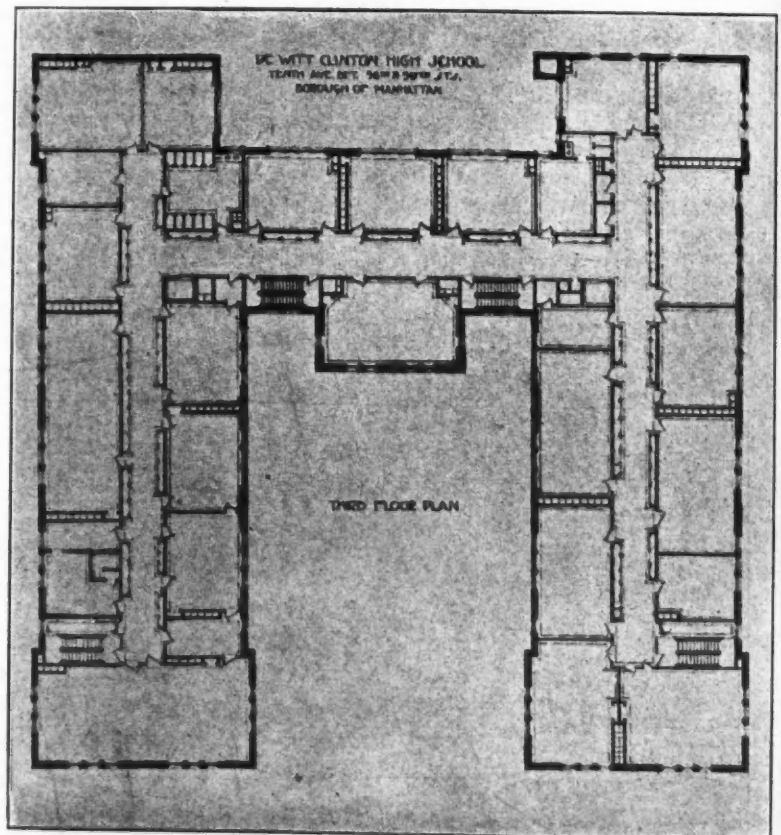 DE WITT CLINTON HIGH SCHOOL
TENTH AVE. BET. 58TH & 59TH STS.
BOROUGH OF MANHATTAN
THIRD FLOOR PLAN